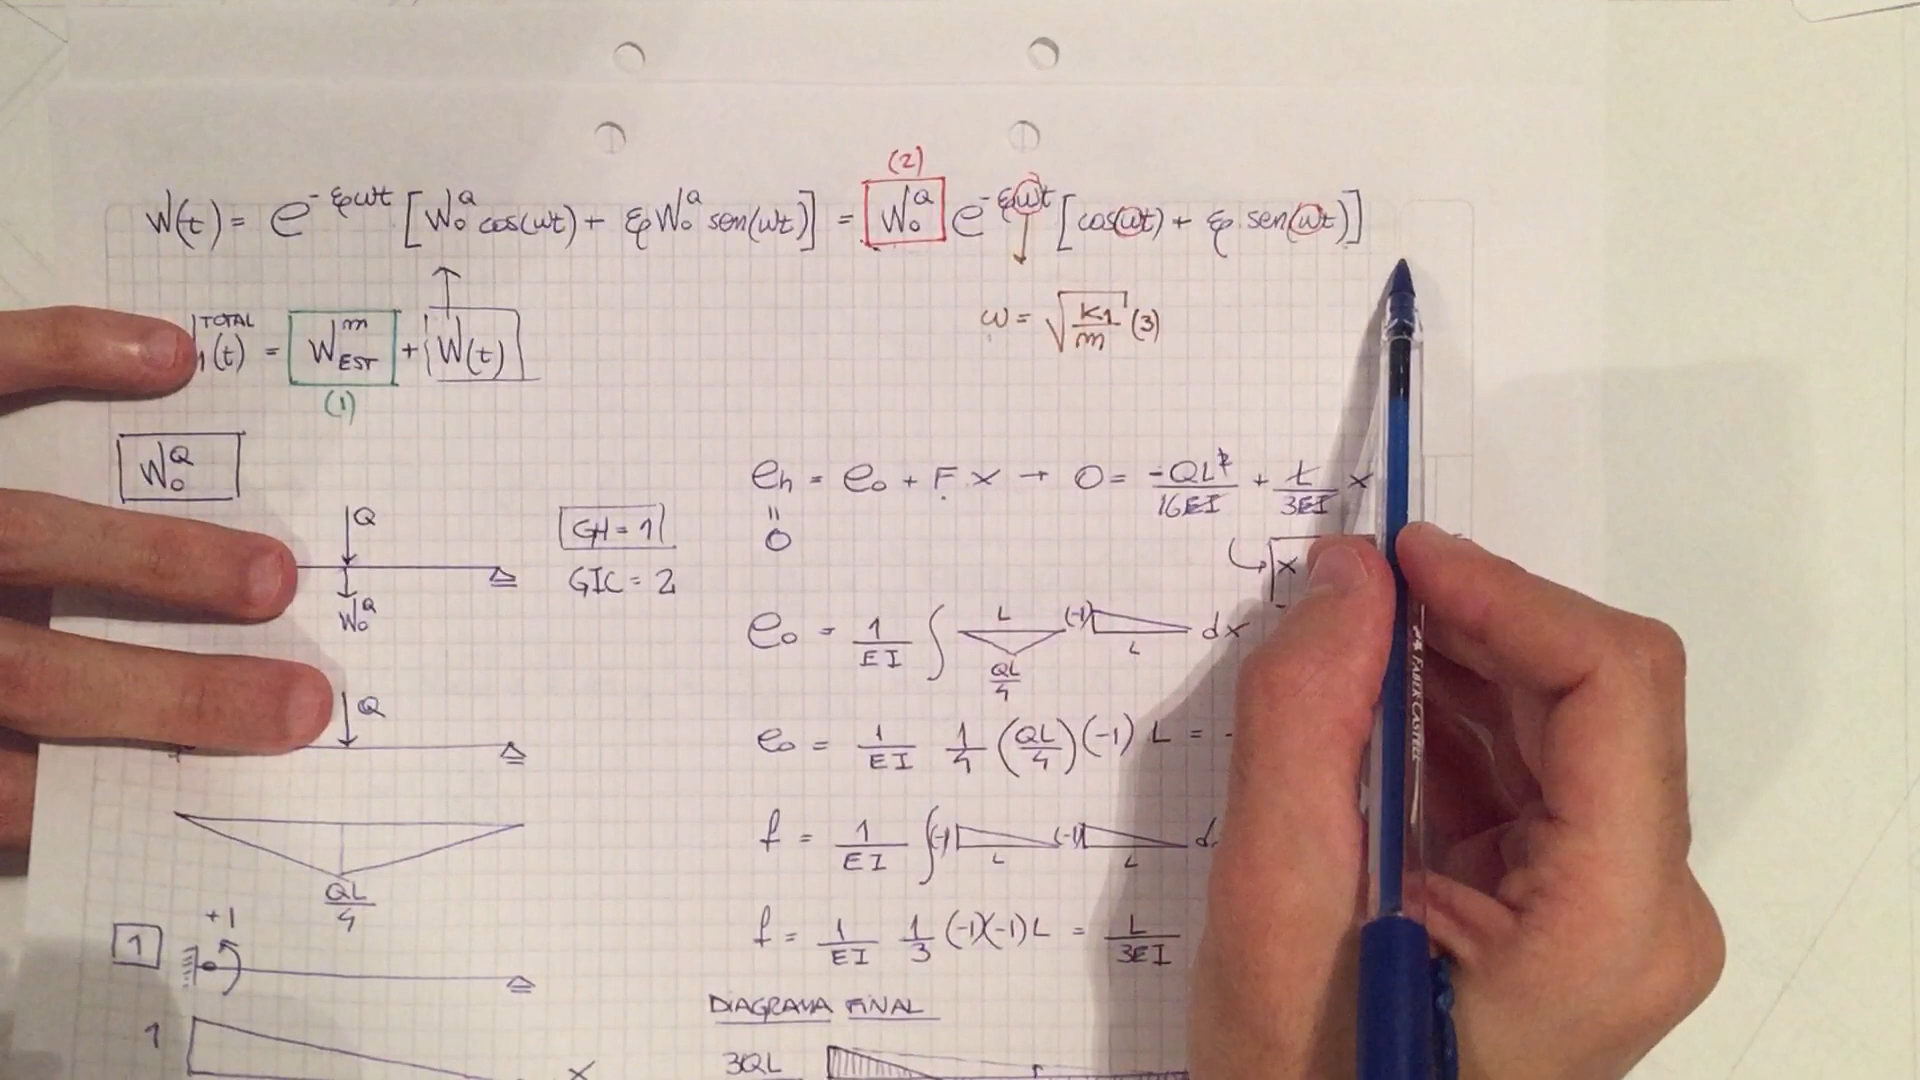 (2)
W(t) = e^{-ξωt} [W₀^Q cos(ωt) + ξW₀^Q sen(ωt)] = W₀^Q e^{-ξωt} [cos(ωt) + ξ sen(ωt)]
ω = √(K1/m) (3)
TOTAL
(t) = W_EST^m + W(t)
(1)
W₀^Q
e_h = e₀ + F.X → 0 = -QL²/16EI + L/3EI X
"
0
Q
W₀^Q
GH = 1
GIC = 2
↳ X
e₀ = 1/EI ∫ L QL/4 (-1) L dx
Q
e₀ = 1/EI 1/4 (QL/4)(-1) L = -
QL/4
f = 1/EI ∫ (-1) L (-1) L d
1
+1
f = 1/EI 1/3 (-1)(-1)L = L/3EI
1
X
DIAGRAMA FINAL
3QL
FABER CASTELL